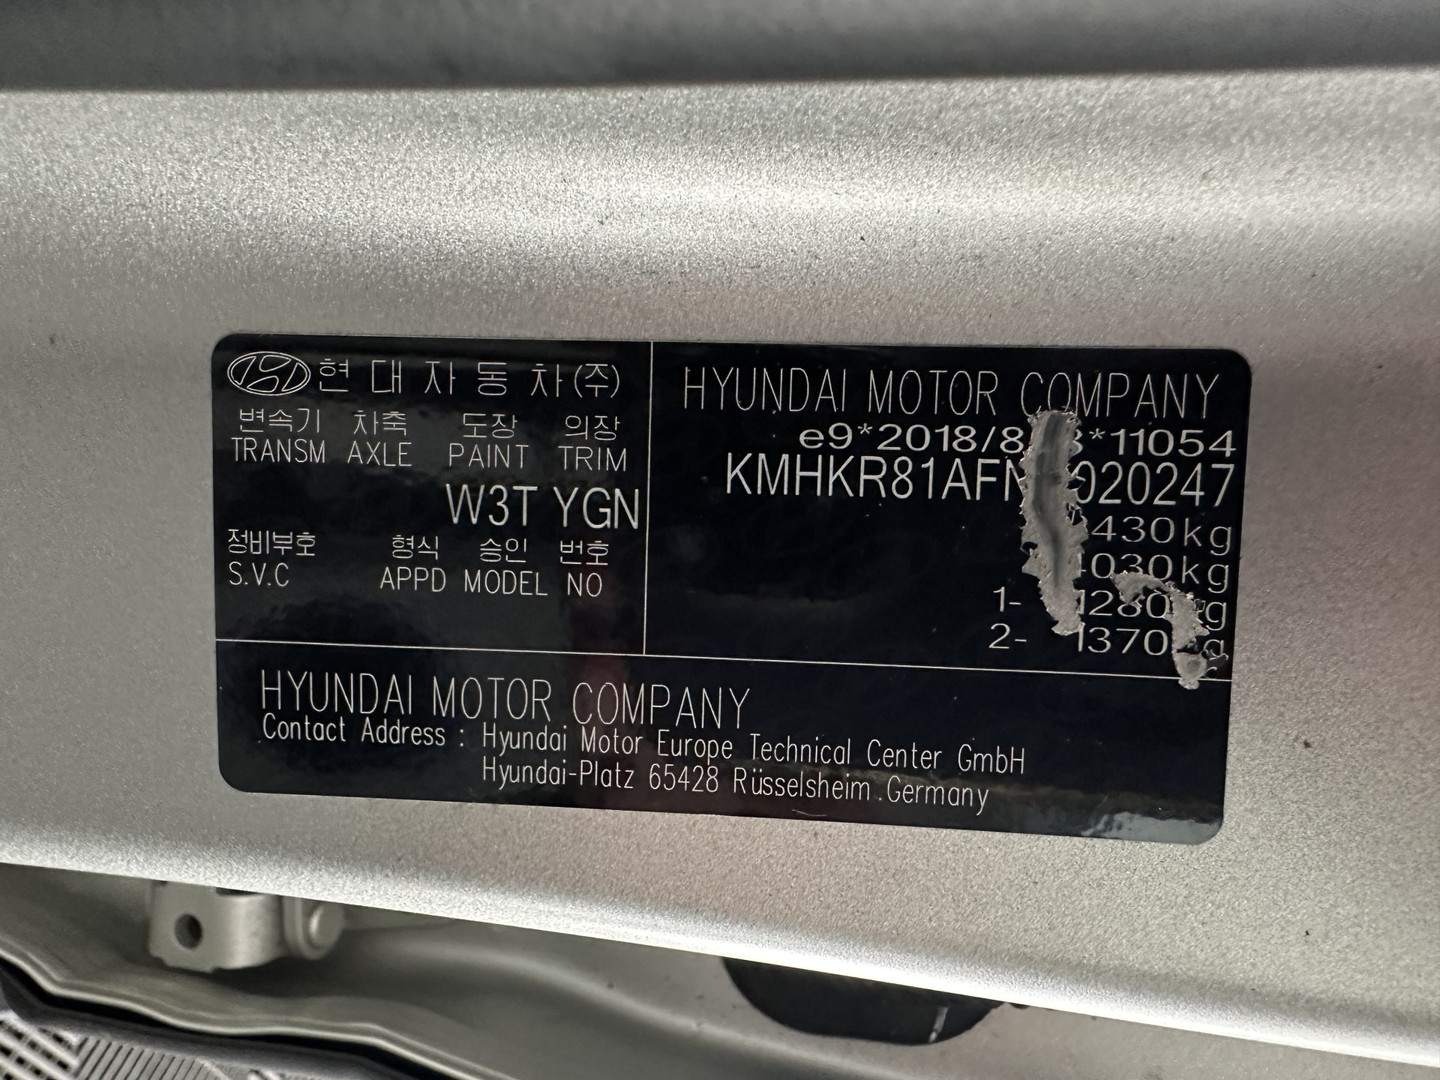 현대자동차(주)
변속기 차축 도장 의장
TRANSM AXLE PAINT TRIM
W3T YGN
정비부호 형식 승인 번호
S.V.C APPD MODEL NO
HYUNDAI MOTOR COMPANY
1-
2-
HYUNDAI MOTOR COMPANY
Contact Address : Hyundai Motor Europe Technical Center GmbH
Hyundai-Platz 65428 Rüsselsheim Germany